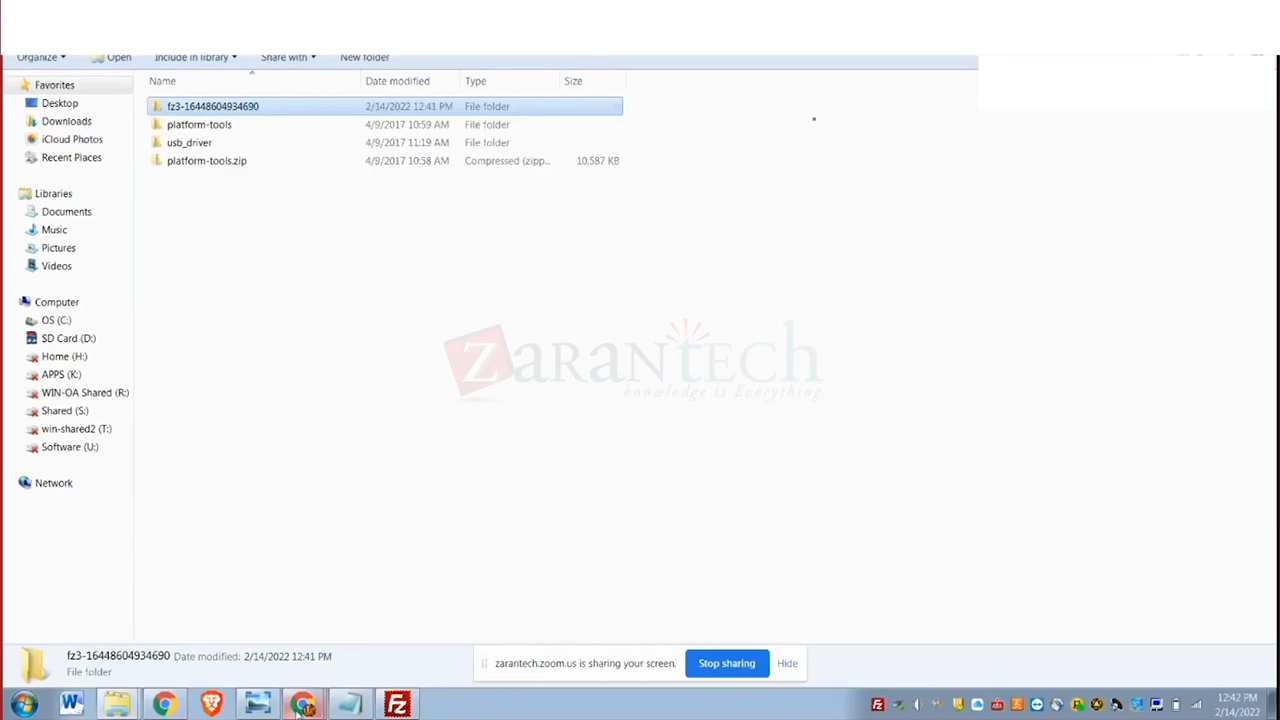 Organize
Open
Include in library
Share with
New folder
Name
Date modified
Type
Size
fz3-16448604934690 2/14/2022 12:41 PM File folder
platform-tools 4/9/2017 10:59 AM File folder
usb_driver 4/9/2017 11:19 AM File folder
platform-tools.zip 4/9/2017 10:58 AM Compressed (zipp... 10,587 KB
Favorites
Desktop
Downloads
iCloud Photos
Recent Places
Libraries
Documents
Music
Pictures
Videos
Computer
OS (C:)
SD Card (D:)
Home (H:)
APPS (K:)
WIN-OA Shared (R:)
Shared (S:)
win-shared2 (T:)
Software (U:)
Network
ZARANTECH
knowledge is Everything
fz3-16448604934690 Date modified: 2/14/2022 12:41 PM
File folder
zarantech.zoom.us is sharing your screen.
Stop sharing
Hide
12:42 PM
2/14/2022